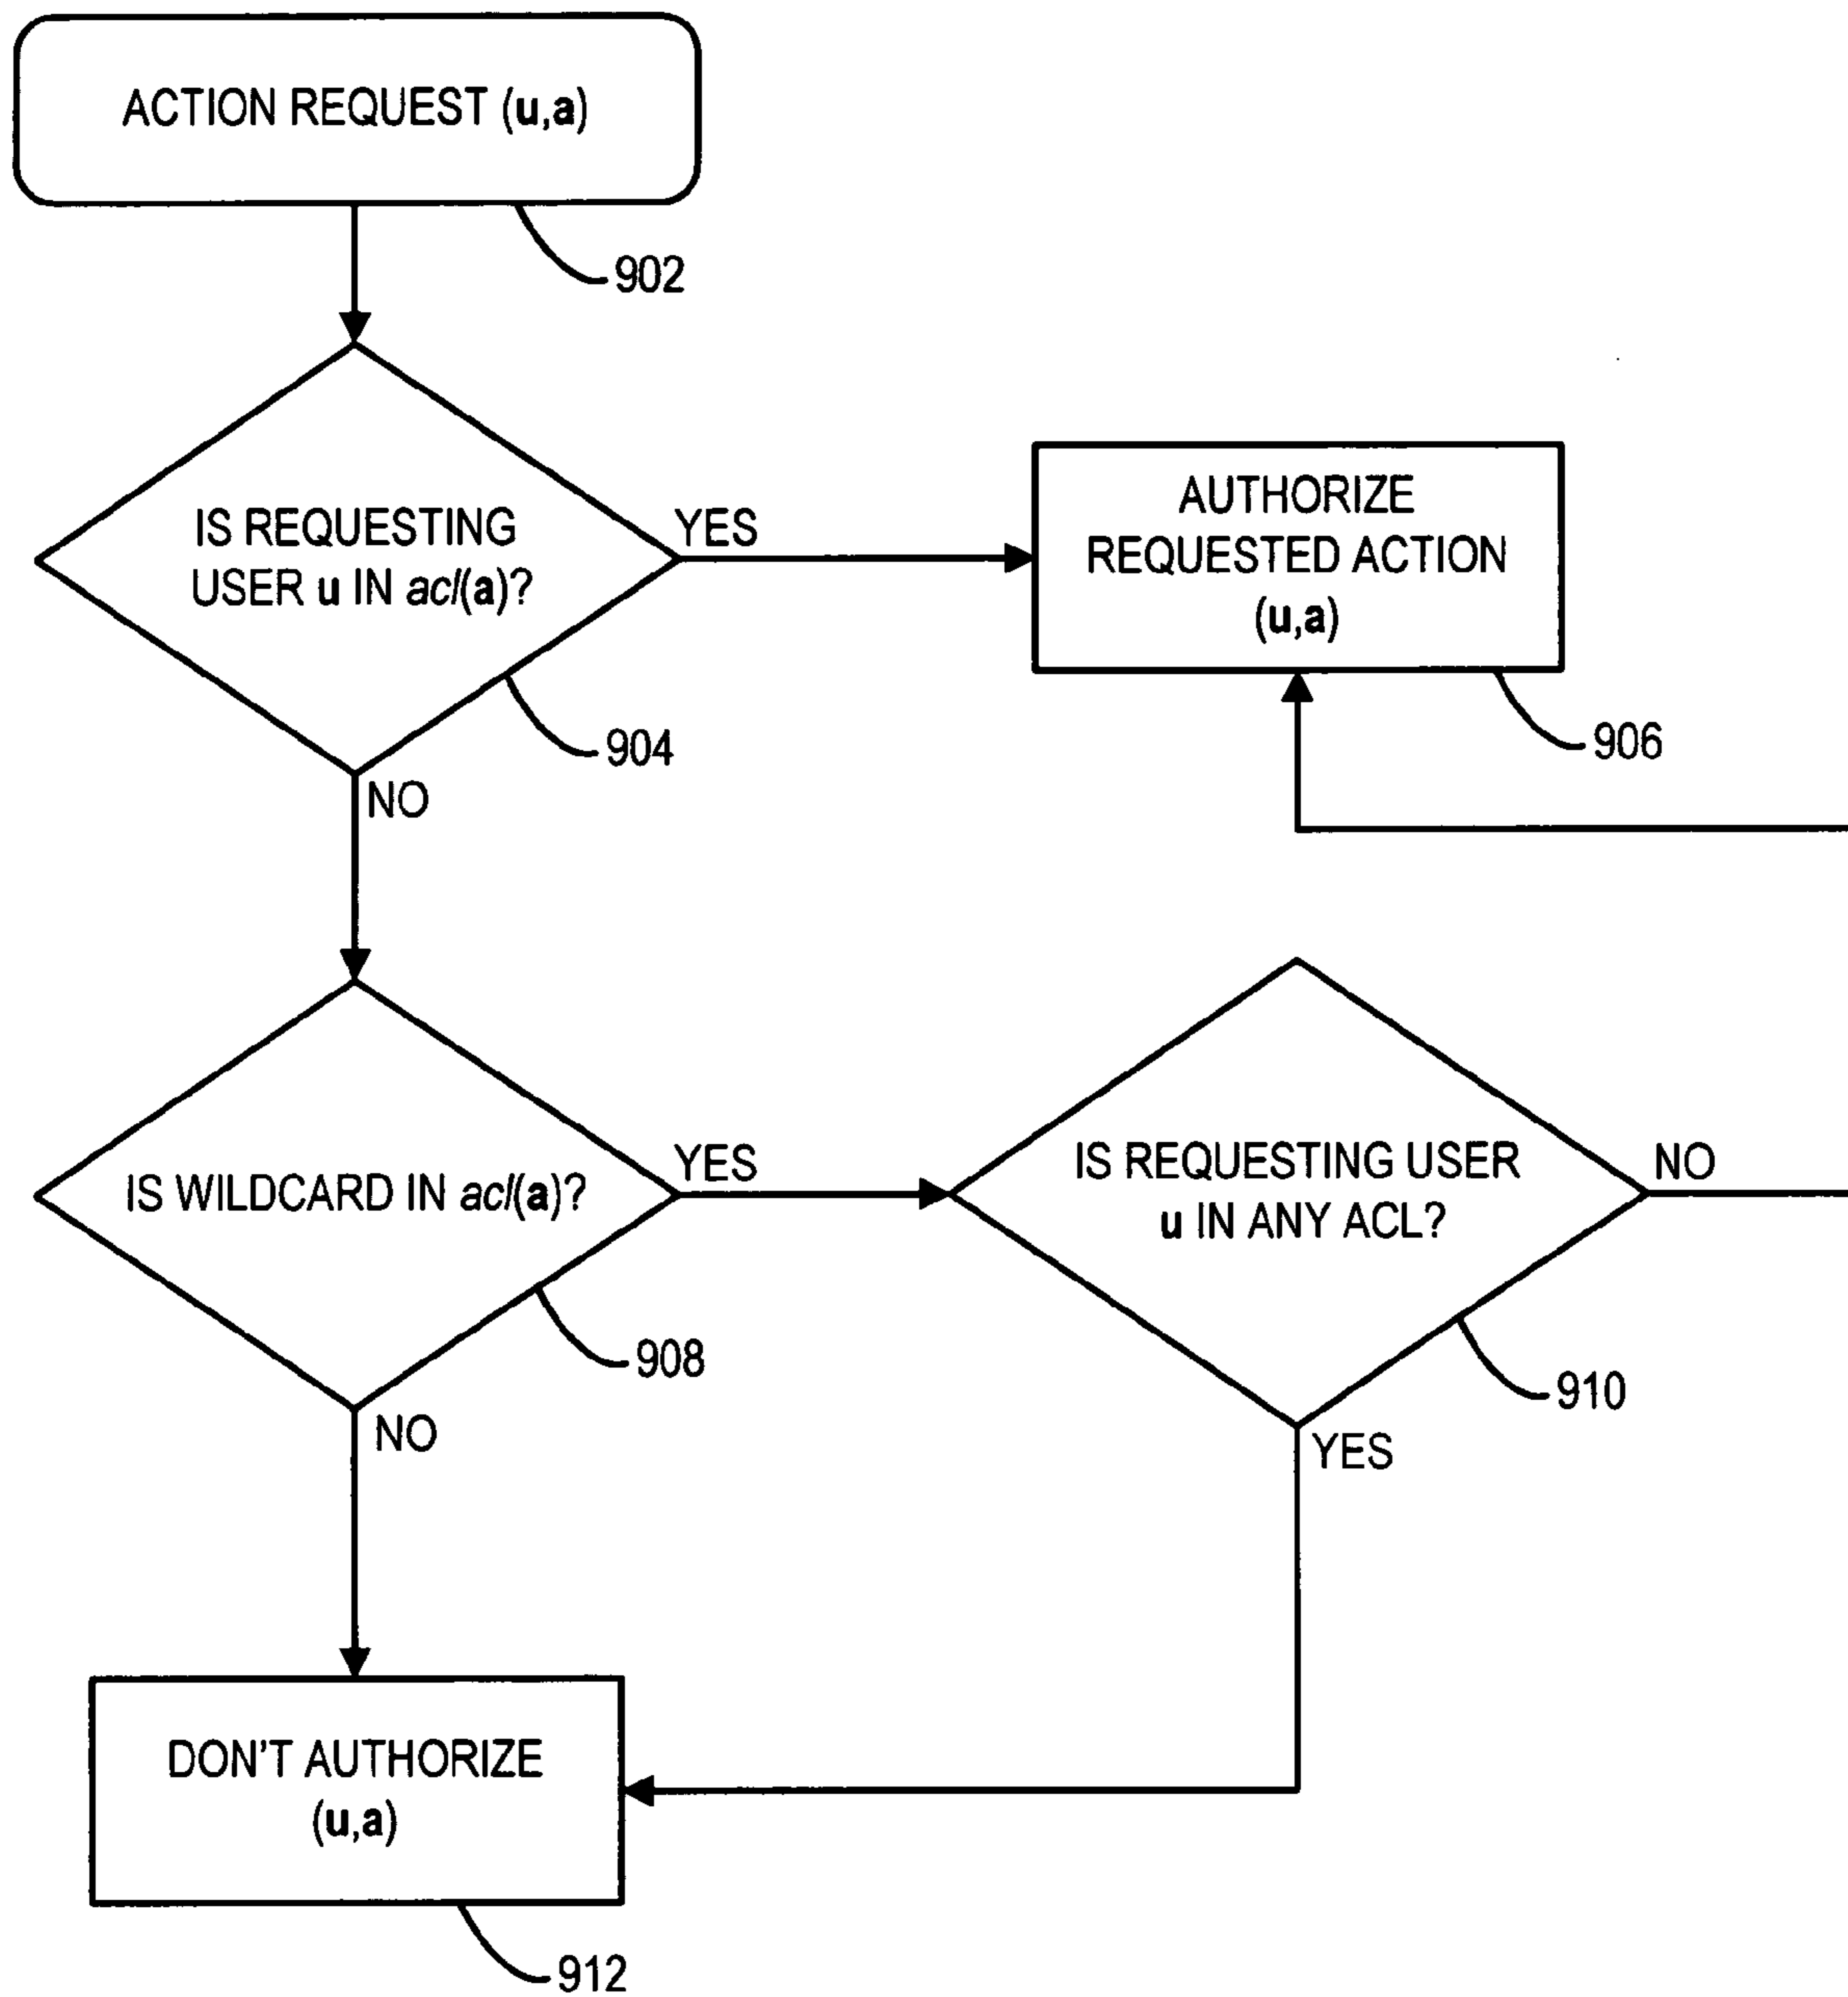 ACTION REQUEST (u,a)
902
IS REQUESTING
USER u IN acl(a)?
YES
904
NO
AUTHORIZE
REQUESTED ACTION
(u,a)
906
IS WILDCARD IN acl(a)?
YES
908
NO
IS REQUESTING USER
u IN ANY ACL?
NO
910
YES
DON'T AUTHORIZE
(u,a)
912